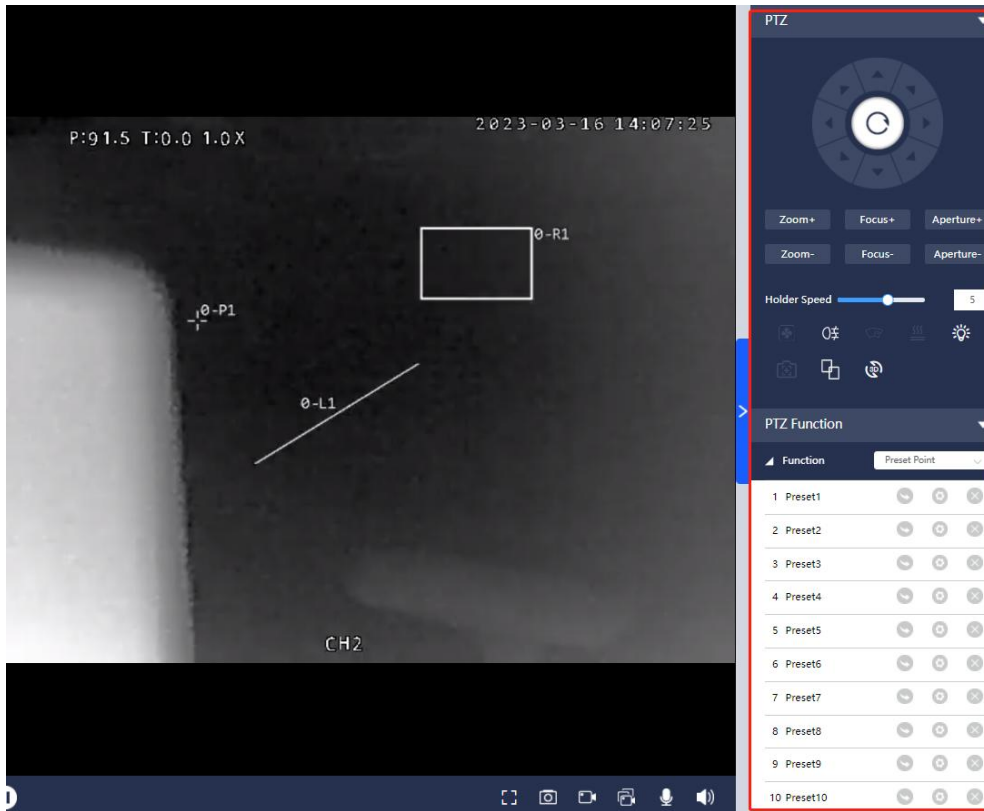 P:91.5 T:0.0 1.0X
2023-03-16 14:07:25
0-R1
0-P1
0-L1
CH2
PTZ
Zoom+ Focus+ Aperture+
Zoom- Focus- Aperture-
Holder Speed 5
3D
PTZ Function
Function Preset Point
1 Preset1
2 Preset2
3 Preset3
4 Preset4
5 Preset5
6 Preset6
7 Preset7
8 Preset8
9 Preset9
10 Preset10